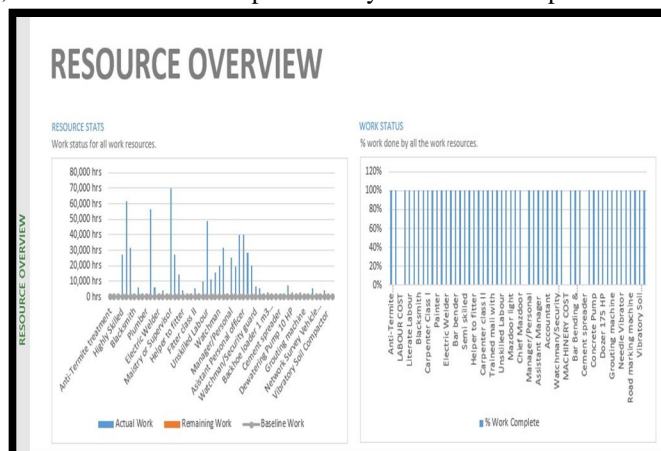 RESOURCE OVERVIEW
RESOURCE STATS
Work status for all work resources.
80,000 hrs
70,000 hrs
60,000 hrs
50,000 hrs
40,000 hrs
30,000 hrs
20,000 hrs
10,000 hrs
0 hrs
Anti-Termite treatment
Highly Skilled
Blacksmith
Plumber
Electric Welder
Maistry or Supervisor
Helper to fitter
Fitter class II
Unskilled Labour
Watchman
Manager/Personal
Asistant Personal officer
Watchman/Security guard
Backhoe loader 1 m3...
Cement spreader
Dewatering Pump 10 HP
Grouting machine
Network Survey Vehicle...
Vibratory Soil Compactor
Actual Work
Remaining Work
Baseline Work
WORK STATUS
% work done by all the work resources.
120%
100%
80%
60%
40%
20%
0%
Anti-Termite
LABOUR COST
Literate Labour
Blacksmith
Carpenter Class I
Painter
Electric Welder
Bar bender
Semi skilled
Helper to fitter
Carpenter class II
Trained mail with
Unskilled Labour
Mazdoor light
Chief Mazdoor
Manager/Personal
Assistant Manager
Accountant
Watchman/Security
MACHINERY COST
Bar Bending &
Cement spreader
Concrete Pump
Dozer 175 HP
Grouting machine
Needle Vibrator
Road marking machine
Vibratory Soil...
% Work Complete
RESOURCE OVERVIEW